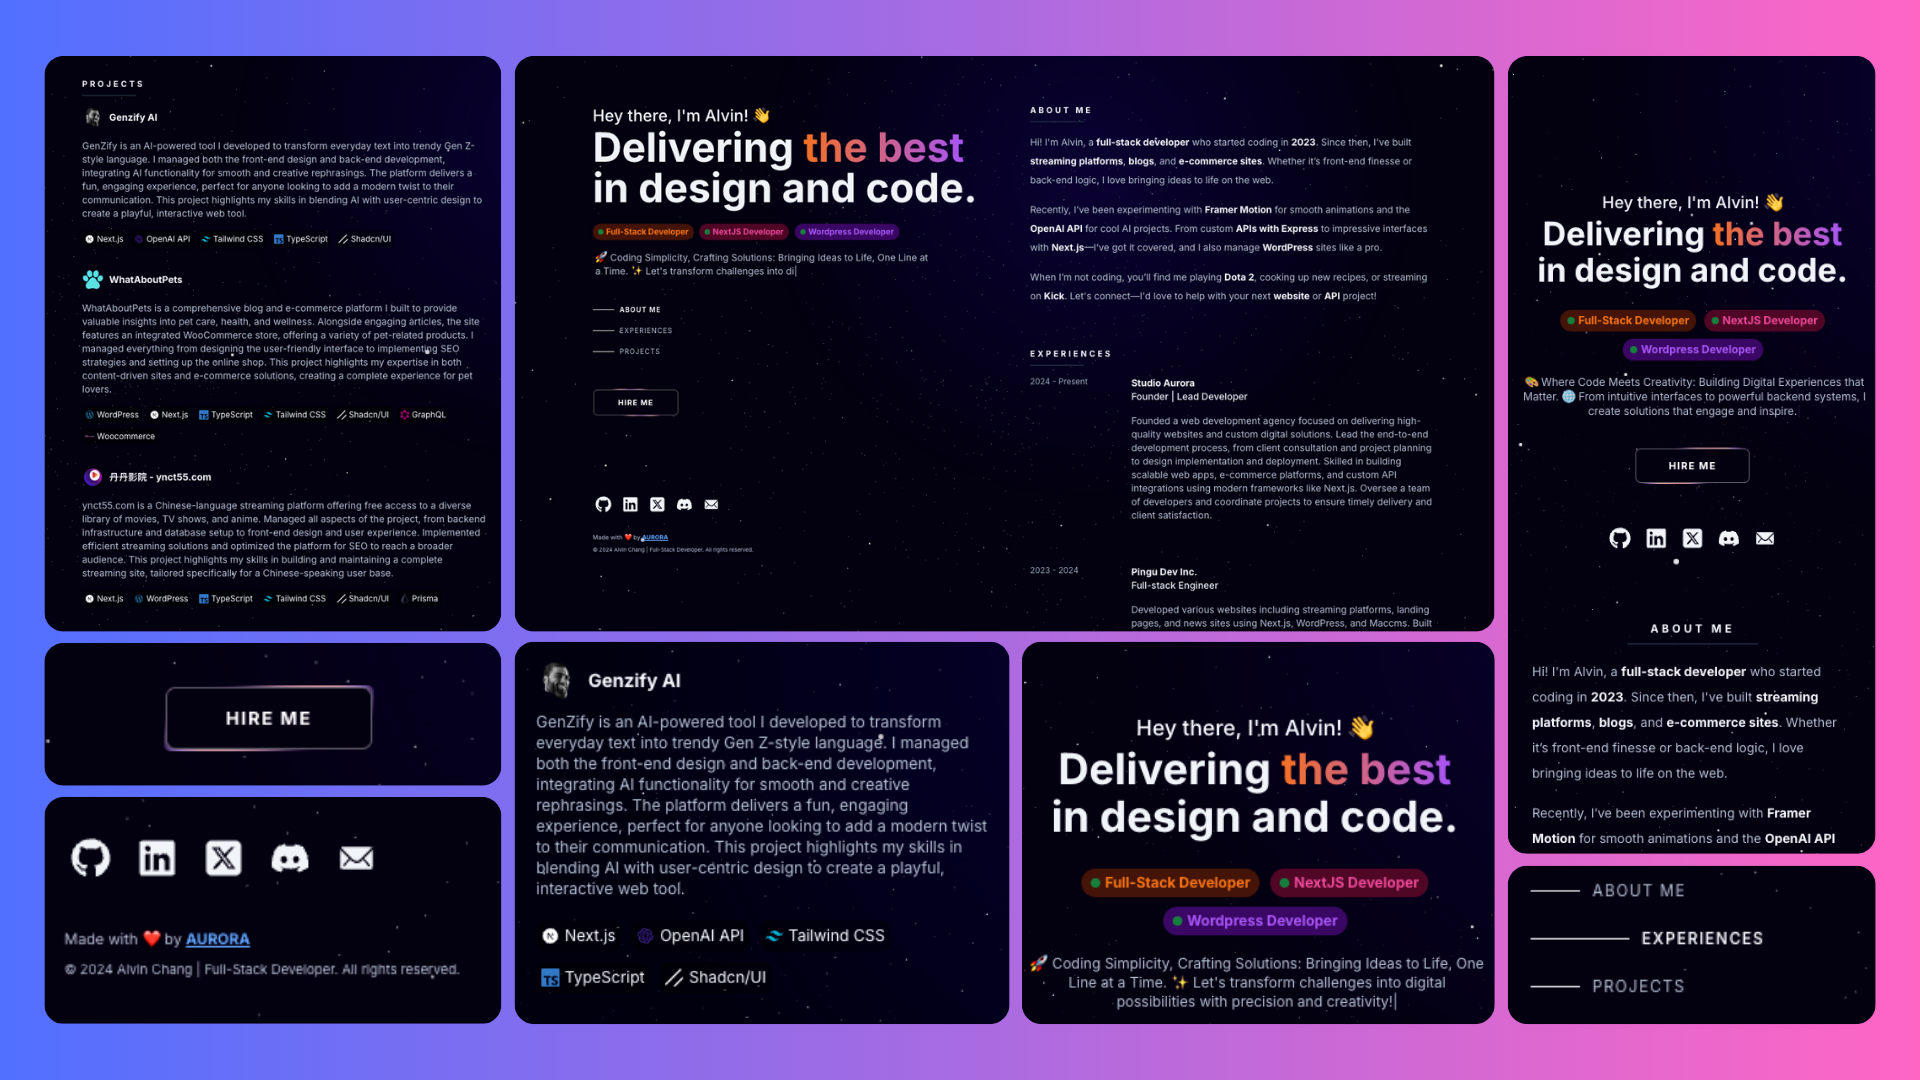 PROJECTS
Genzify AI
GenZify is an AI-powered tool I developed to transform everyday text into trendy Gen Z-
style language. I managed both the front-end design and back-end development,
integrating AI functionality for smooth and creative rephrasings. The platform delivers a
fun, engaging experience, perfect for anyone looking to add a modern twist to their
communication. This project highlights my skills in blending AI with user-centric design to
create a playful, interactive web tool.
Next.js OpenAI API Tailwind CSS TypeScript Shadcn/UI
WhatAboutPets
WhatAboutPets is a comprehensive blog and e-commerce platform I built to provide
valuable insights into pet care, health, and wellness. Alongside engaging articles, the site
features an integrated WooCommerce store, offering a variety of pet-related products. I
managed everything from designing the user-friendly interface to implementing SEO
strategies and setting up the online shop. This project highlights my expertise in both
content-driven sites and e-commerce solutions, creating a complete experience for pet
lovers.
WordPress Next.js TypeScript Tailwind CSS Shadcn/UI GraphQL
Woocommerce
丹丹影院 - ynct55.com
ynct55.com is a Chinese-language streaming platform offering free access to a diverse
library of movies, TV shows, and anime. Managed all aspects of the project, from backend
infrastructure and database setup to front-end design and user experience. Implemented
efficient streaming solutions and optimized the platform for SEO to reach a broader
audience. This project highlights my skills in building and maintaining a complete
streaming site, tailored specifically for a Chinese-speaking user base.
Next.js WordPress TypeScript Tailwind CSS Shadcn/UI Prisma
Hey there, I'm Alvin! 👋
Delivering the best
in design and code.
Full-Stack Developer NextJS Developer Wordpress Developer
🚀 Coding Simplicity, Crafting Solutions: Bringing Ideas to Life, One Line at
a Time. ✨ Let's transform challenges into di|
ABOUT ME
EXPERIENCES
PROJECTS
HIRE ME
Made with ❤️ by AURORA
© 2024 Alvin Chang | Full-Stack Developer. All rights reserved.
ABOUT ME
Hi! I'm Alvin, a full-stack developer who started coding in 2023. Since then, I've built
streaming platforms, blogs, and e-commerce sites. Whether it's front-end finesse or
back-end logic, I love bringing ideas to life on the web.
Recently, I've been experimenting with Framer Motion for smooth animations and the
OpenAI API for cool AI projects. From custom APIs with Express to impressive interfaces
with Next.js—I've got it covered, and I also manage WordPress sites like a pro.
When I'm not coding, you'll find me playing Dota 2, cooking up new recipes, or streaming
on Kick. Let's connect—I'd love to help with your next website or API project!
EXPERIENCES
2024 - Present
Studio Aurora
Founder | Lead Developer
Founded a web development agency focused on delivering high-
quality websites and custom digital solutions. Lead the end-to-end
development process, from client consultation and project planning
to design implementation and deployment. Skilled in building
scalable web apps, e-commerce platforms, and custom API
integrations using modern frameworks like Next.js. Oversee a team
of developers and coordinate projects to ensure timely delivery and
client satisfaction.
2023 - 2024
Pingu Dev Inc.
Full-stack Engineer
Developed various websites including streaming platforms, landing
pages, and news sites using Next.js, WordPress, and Maccms. Built
Hey there, I'm Alvin! 👋
Delivering the best
in design and code.
Full-Stack Developer NextJS Developer
Wordpress Developer
🎨 Where Code Meets Creativity: Building Digital Experiences that
Matter. 🌐 From intuitive interfaces to powerful backend systems, I
create solutions that engage and inspire.
HIRE ME
ABOUT ME
Hi! I'm Alvin, a full-stack developer who started
coding in 2023. Since then, I've built streaming
platforms, blogs, and e-commerce sites. Whether
it's front-end finesse or back-end logic, I love
bringing ideas to life on the web.
Recently, I've been experimenting with Framer
Motion for smooth animations and the OpenAI API
HIRE ME
Made with ❤️ by AURORA
© 2024 Alvin Chang | Full-Stack Developer. All rights reserved.
Genzify AI
GenZify is an AI-powered tool I developed to transform
everyday text into trendy Gen Z-style language. I managed
both the front-end design and back-end development,
integrating AI functionality for smooth and creative
rephrasings. The platform delivers a fun, engaging
experience, perfect for anyone looking to add a modern twist
to their communication. This project highlights my skills in
blending AI with user-centric design to create a playful,
interactive web tool.
Next.js OpenAI API Tailwind CSS
TypeScript Shadcn/UI
Hey there, I'm Alvin! 👋
Delivering the best
in design and code.
Full-Stack Developer NextJS Developer
Wordpress Developer
🚀 Coding Simplicity, Crafting Solutions: Bringing Ideas to Life, One
Line at a Time. ✨ Let's transform challenges into digital
possibilities with precision and creativity!|
ABOUT ME
EXPERIENCES
PROJECTS